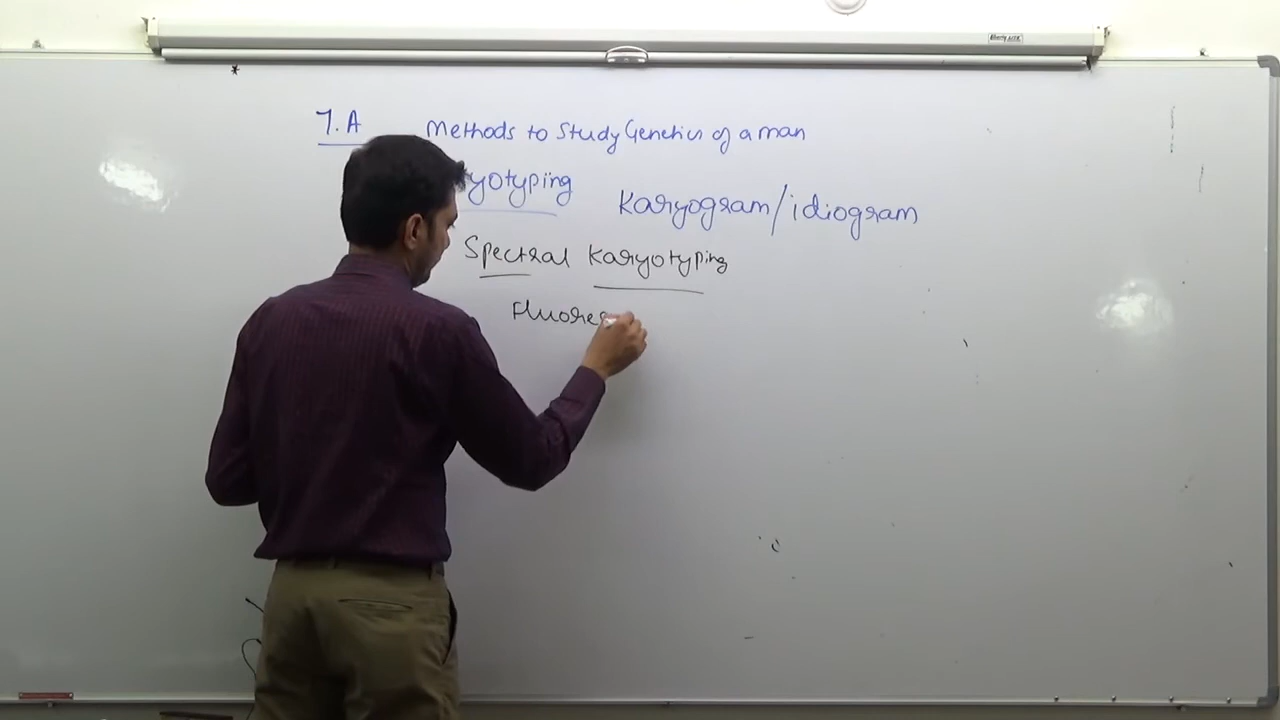 7.A Methods to Study Genetics of a man
yotyping Karyogram/idiogram
Spectral Karyotyping
Fluores